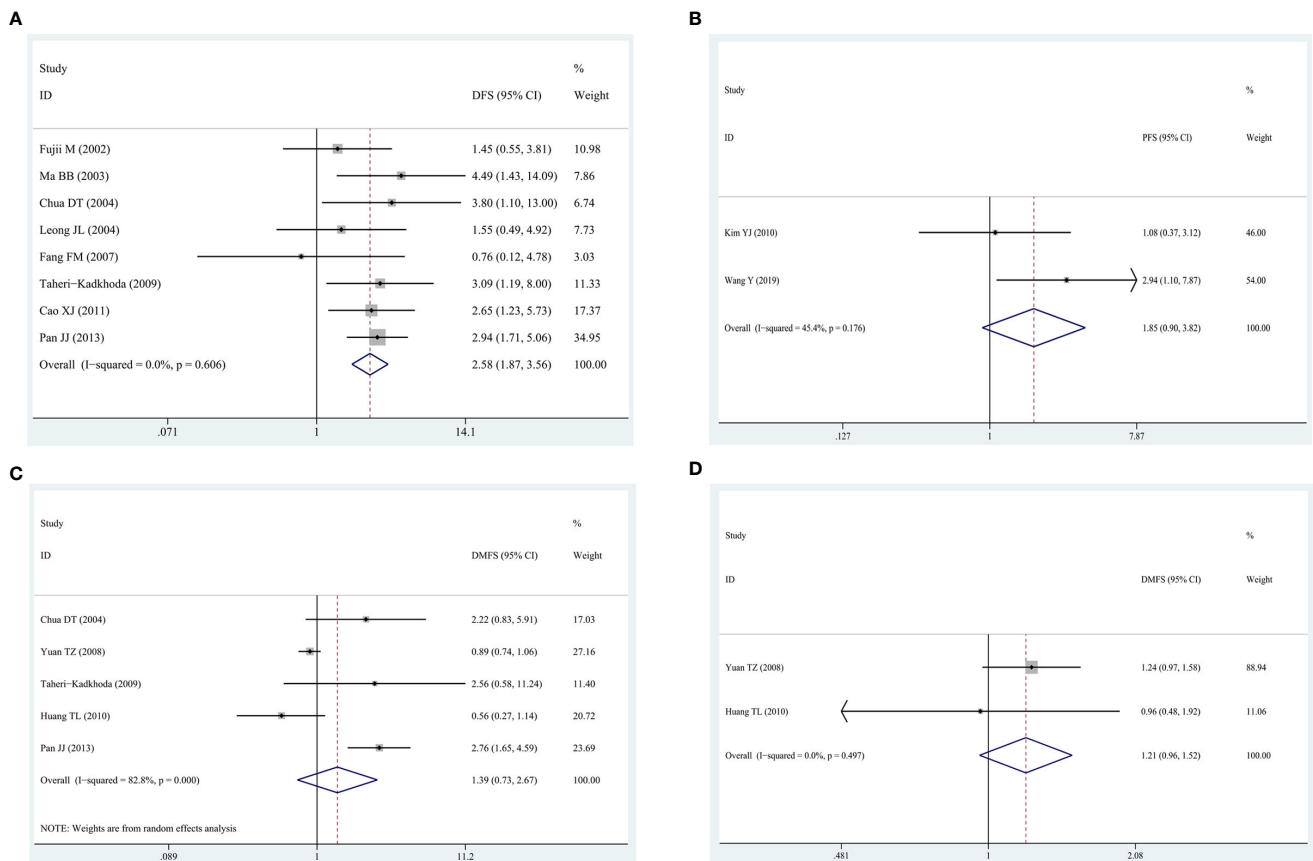 A
Study %
ID DFS (95% CI) Weight
Fujii M (2002) 1.45 (0.55, 3.81) 10.98
Ma BB (2003) 4.49 (1.43, 14.09) 7.86
Chua DT (2004) 3.80 (1.10, 13.00) 6.74
Leong JL (2004) 1.55 (0.49, 4.92) 7.73
Fang FM (2007) 0.76 (0.12, 4.78) 3.03
Taheri−Kadkhoda (2009) 3.09 (1.19, 8.00) 11.33
Cao XJ (2011) 2.65 (1.23, 5.73) 17.37
Pan JJ (2013) 2.94 (1.71, 5.06) 34.95
Overall (I−squared = 0.0%, p = 0.606) 2.58 (1.87, 3.56) 100.00
.071 1 14.1
B
Study %
ID PFS (95% CI) Weight
Kim YJ (2010) 1.08 (0.37, 3.12) 46.00
Wang Y (2019) 2.94 (1.10, 7.87) 54.00
Overall (I−squared = 45.4%, p = 0.176) 1.85 (0.90, 3.82) 100.00
.127 1 7.87
C
Study %
ID DMFS (95% CI) Weight
Chua DT (2004) 2.22 (0.83, 5.91) 17.03
Yuan TZ (2008) 0.89 (0.74, 1.06) 27.16
Taheri−Kadkhoda (2009) 2.56 (0.58, 11.24) 11.40
Huang TL (2010) 0.56 (0.27, 1.14) 20.72
Pan JJ (2013) 2.76 (1.65, 4.59) 23.69
Overall (I−squared = 82.8%, p = 0.000) 1.39 (0.73, 2.67) 100.00
NOTE: Weights are from random effects analysis
.089 1 11.2
D
Study %
ID DMFS (95% CI) Weight
Yuan TZ (2008) 1.24 (0.97, 1.58) 88.94
Huang TL (2010) 0.96 (0.48, 1.92) 11.06
Overall (I−squared = 0.0%, p = 0.497) 1.21 (0.96, 1.52) 100.00
.481 1 2.08